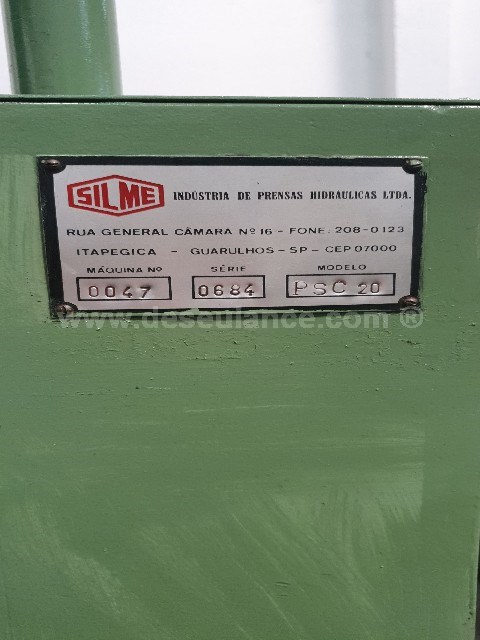 SILME INDÚSTRIA DE PRENSAS HIDRÁULICAS LTDA.
RUA GENERAL CÂMARA Nº 16 - FONE. 208-0123
ITAPEGICA - GUARULHOS - SP - CEP 07000
MÁQUINA Nº SÉRIE MODELO
0047 0684 PSC 20
www.desculance.com ®